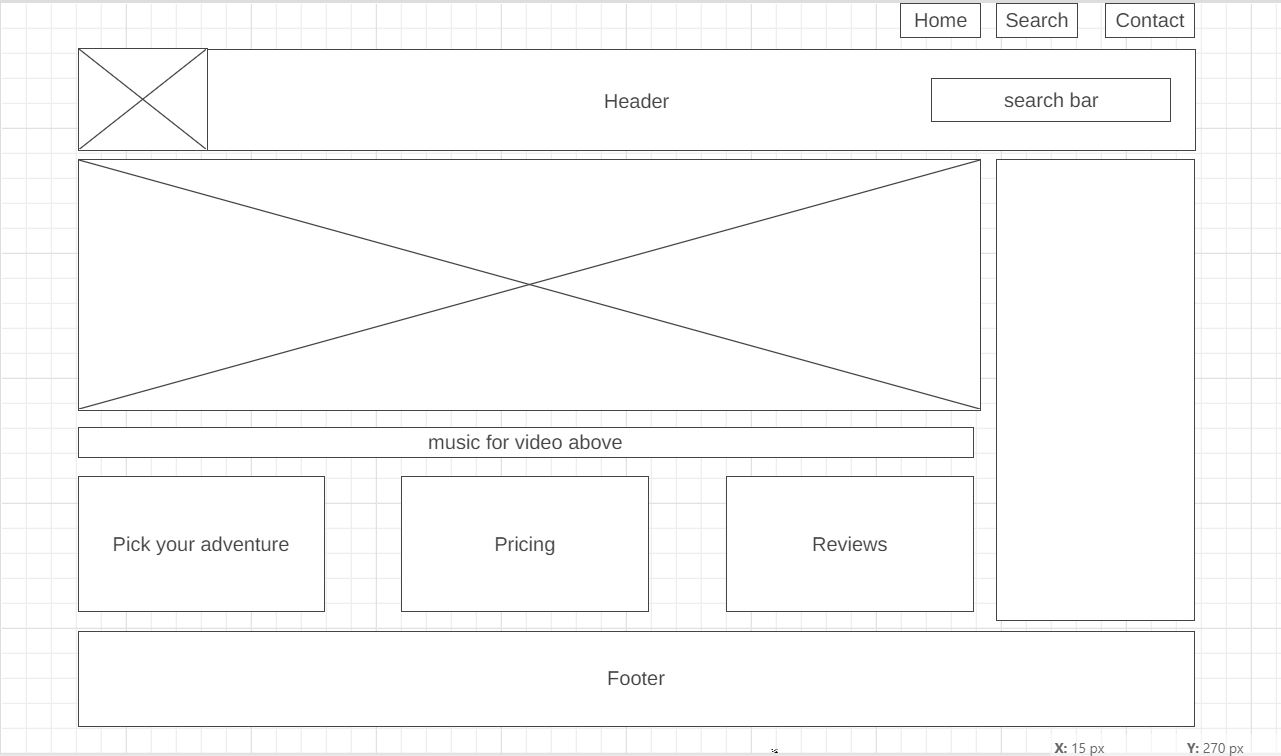 Home
Search
Contact
Header
search bar
music for video above
Pick your adventure
Pricing
Reviews
Footer
X: 15 px
Y: 270 px